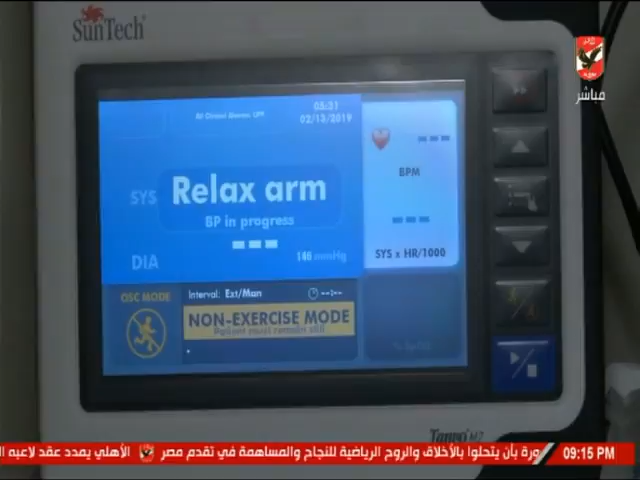 SunTech
05:31
02/13/2019
SYS
Relax arm
BP in progress
DIA
mmHg
BPM
SYS x HR/1000
OSC MODE
Interval: Ext/Man
NON-EXERCISE MODE
Patient must remain still
Tango M2
مباشر
09:15 PM
ورة بأن يتحلوا بالأخلاق والروح الرياضية للنجاح والمساهمة في تقدم مصر
الأهلي يمدد عقد لاعبه ا